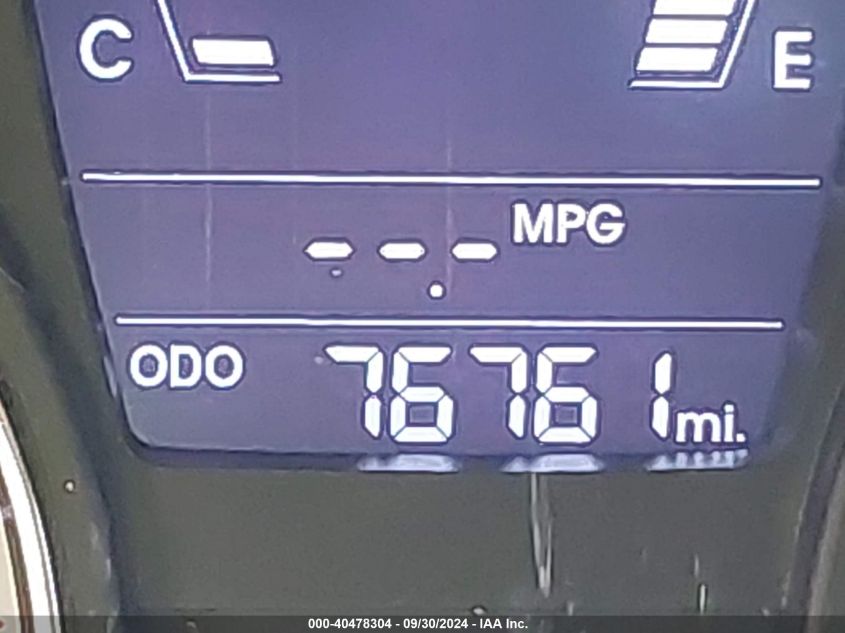 C E
--.- MPG
ODO 76761 mi.
000-40478304 - 09/30/2024 - IAA Inc.